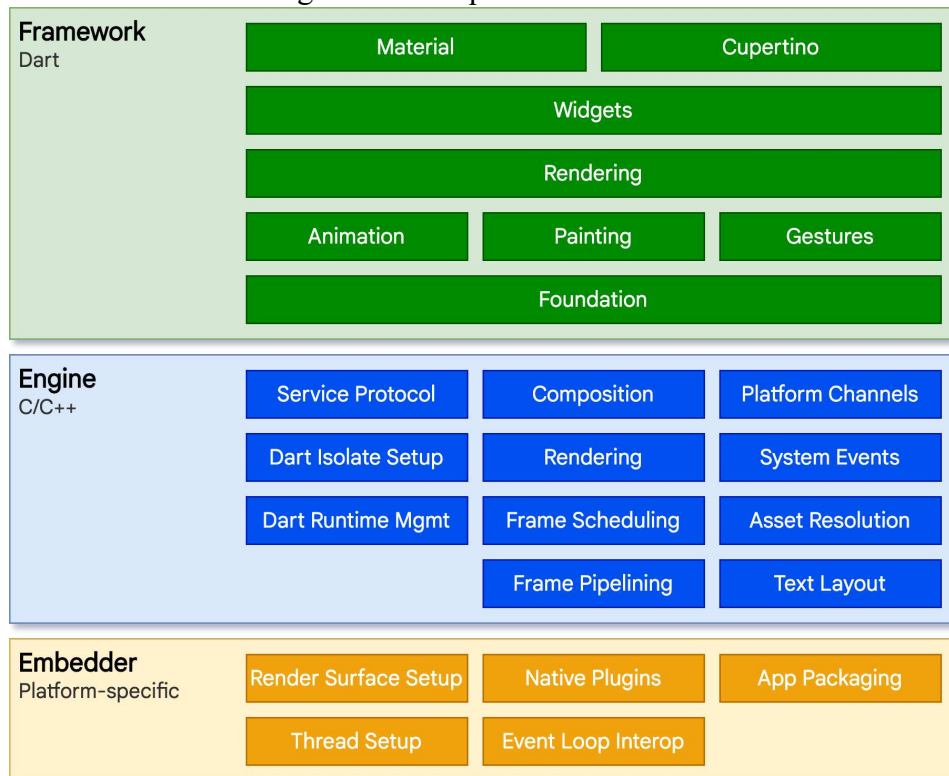 Framework
Dart
Material
Cupertino
Widgets
Rendering
Animation
Painting
Gestures
Foundation
Engine
C/C++
Service Protocol
Composition
Platform Channels
Dart Isolate Setup
Rendering
System Events
Dart Runtime Mgmt
Frame Scheduling
Asset Resolution
Frame Pipelining
Text Layout
Embedder
Platform-specific
Render Surface Setup
Native Plugins
App Packaging
Thread Setup
Event Loop Interop